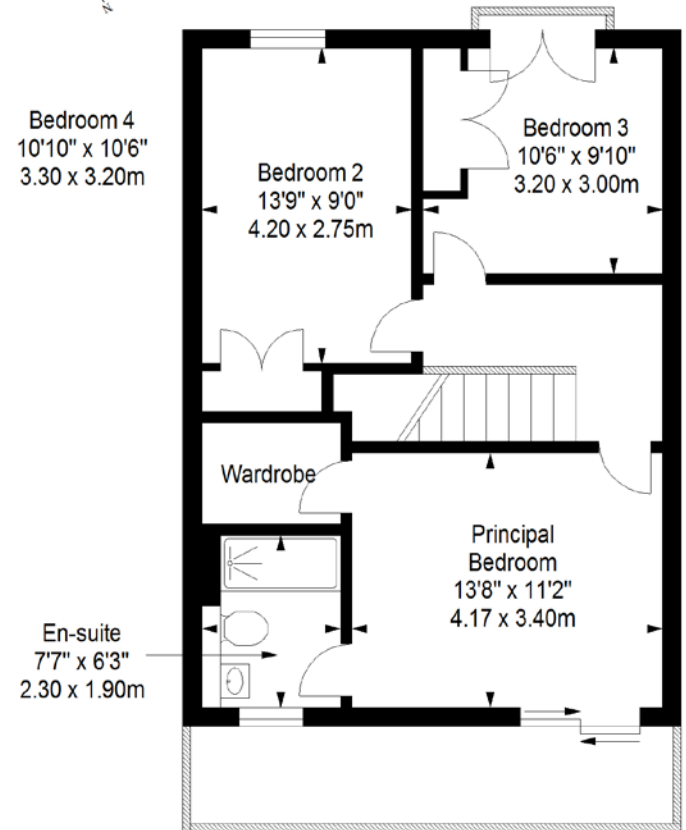 Bedroom 4
10'10" x 10'6"
3.30 x 3.20m
Bedroom 2
13'9" x 9'0"
4.20 x 2.75m
Bedroom 3
10'6" x 9'10"
3.20 x 3.00m
Wardrobe
Principal
Bedroom
13'8" x 11'2"
4.17 x 3.40m
En-suite
7'7" x 6'3"
2.30 x 1.90m